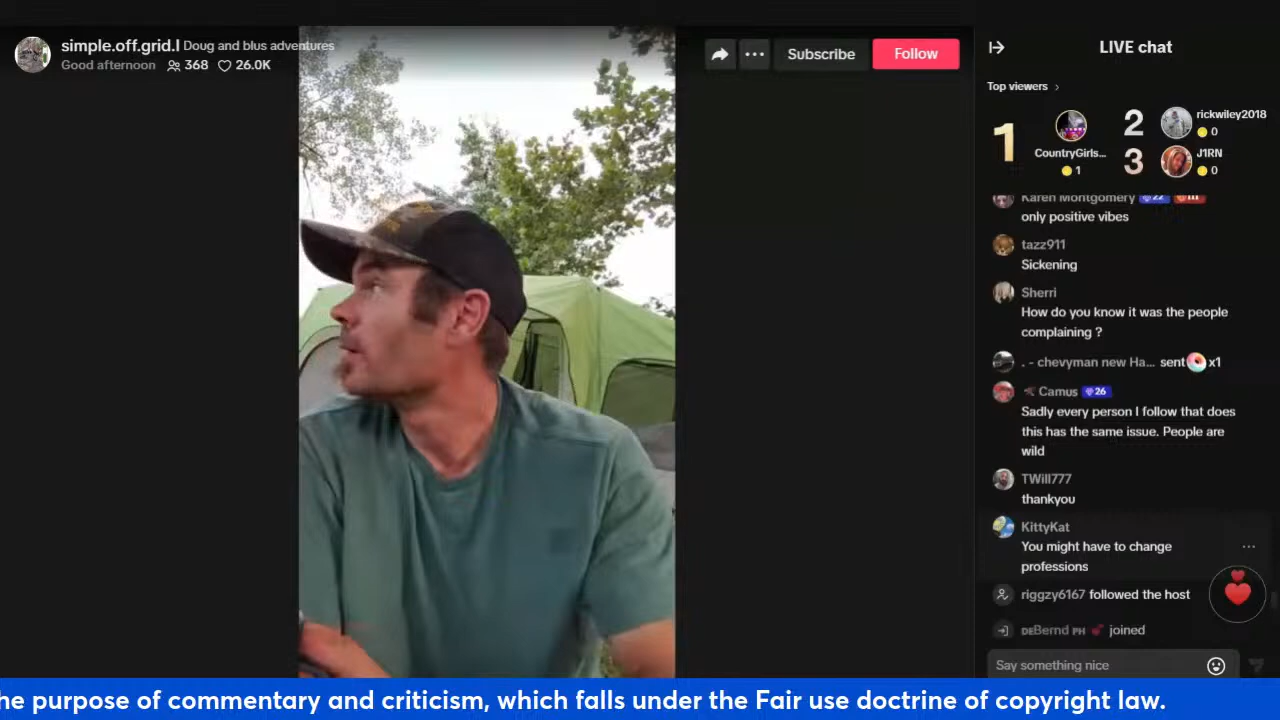 simple.off.grid.l Doug and blus adventures
Good afternoon 368 26.0K
Subscribe
Follow
LIVE chat
Top viewers
1
CountryGirls...
1
2
rickwiley2018
0
3
J1RN
0
Karen Montgomery 22
only positive vibes
tazz911
Sickening
Sherri
How do you know it was the people
complaining ?
. - chevyman new Ha... sent x1
Camus 26
Sadly every person I follow that does
this has the same issue. People are
wild
TWill777
thankyou
KittyKat
You might have to change
professions
riggzy6167 followed the host
DEBernd PH joined
Say something nice
he purpose of commentary and criticism, which falls under the Fair use doctrine of copyright law.